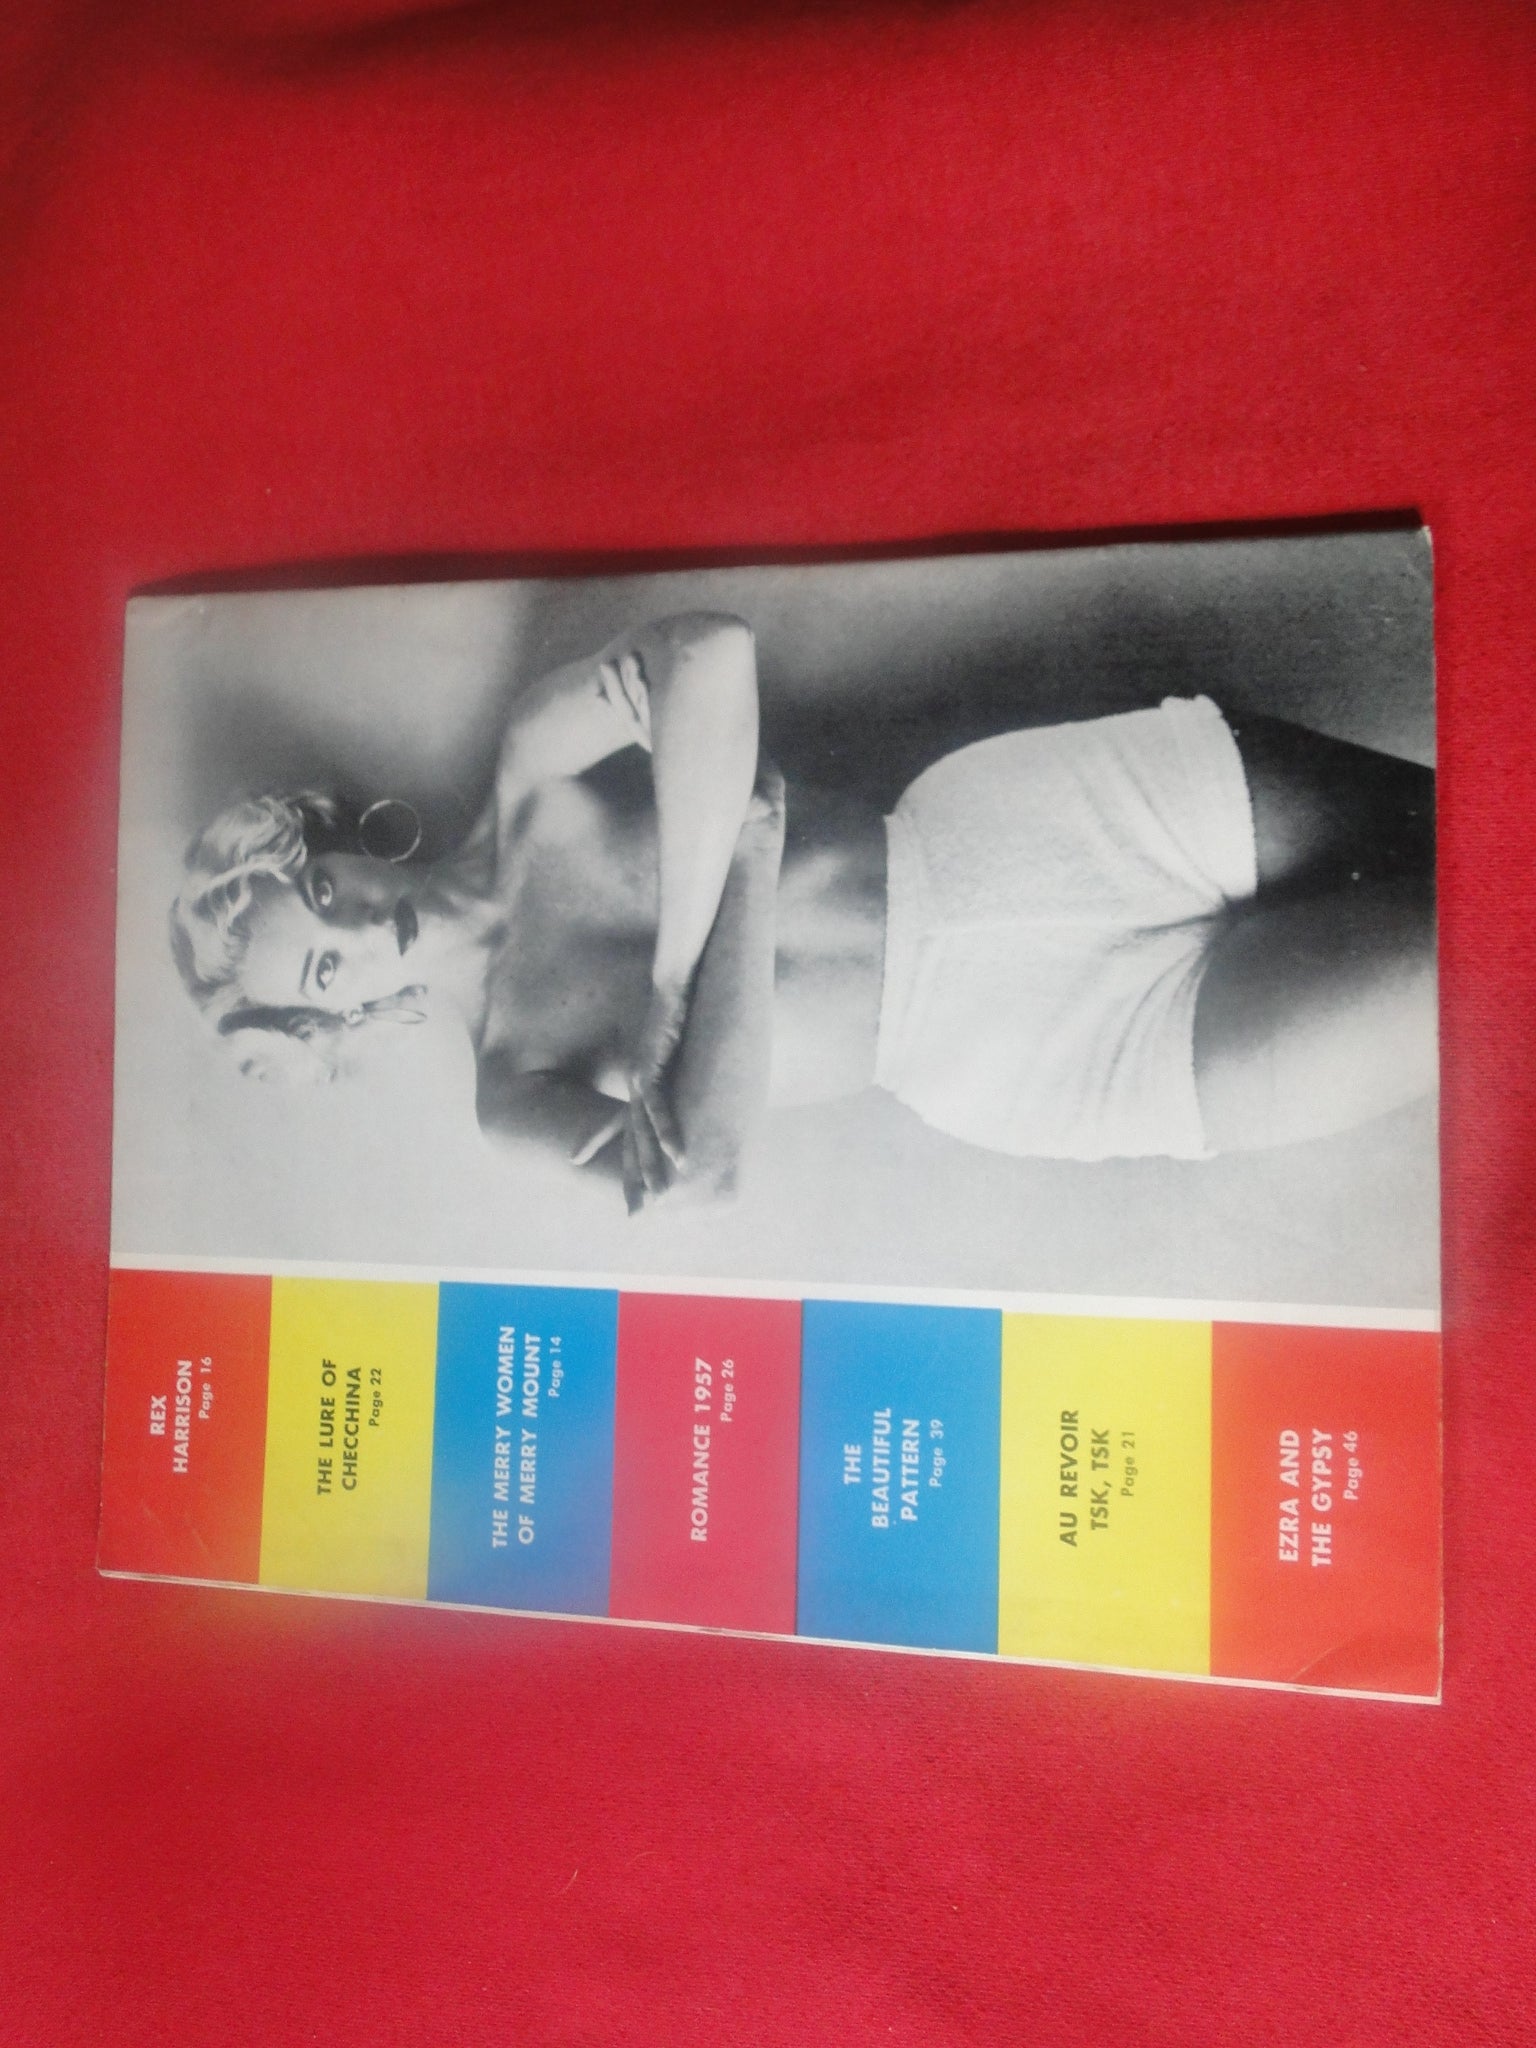 REX
HARRISON
Page 16
THE LURE OF
CHECCHINA
Page 22
THE MERRY WOMEN
OF MERRY MOUNT
Page 14
ROMANCE 1957
Page 26
THE
BEAUTIFUL
PATTERN
Page 39
AU REVOIR
TSK, TSK
Page 21
EZRA AND
THE GYPSY
Page 46